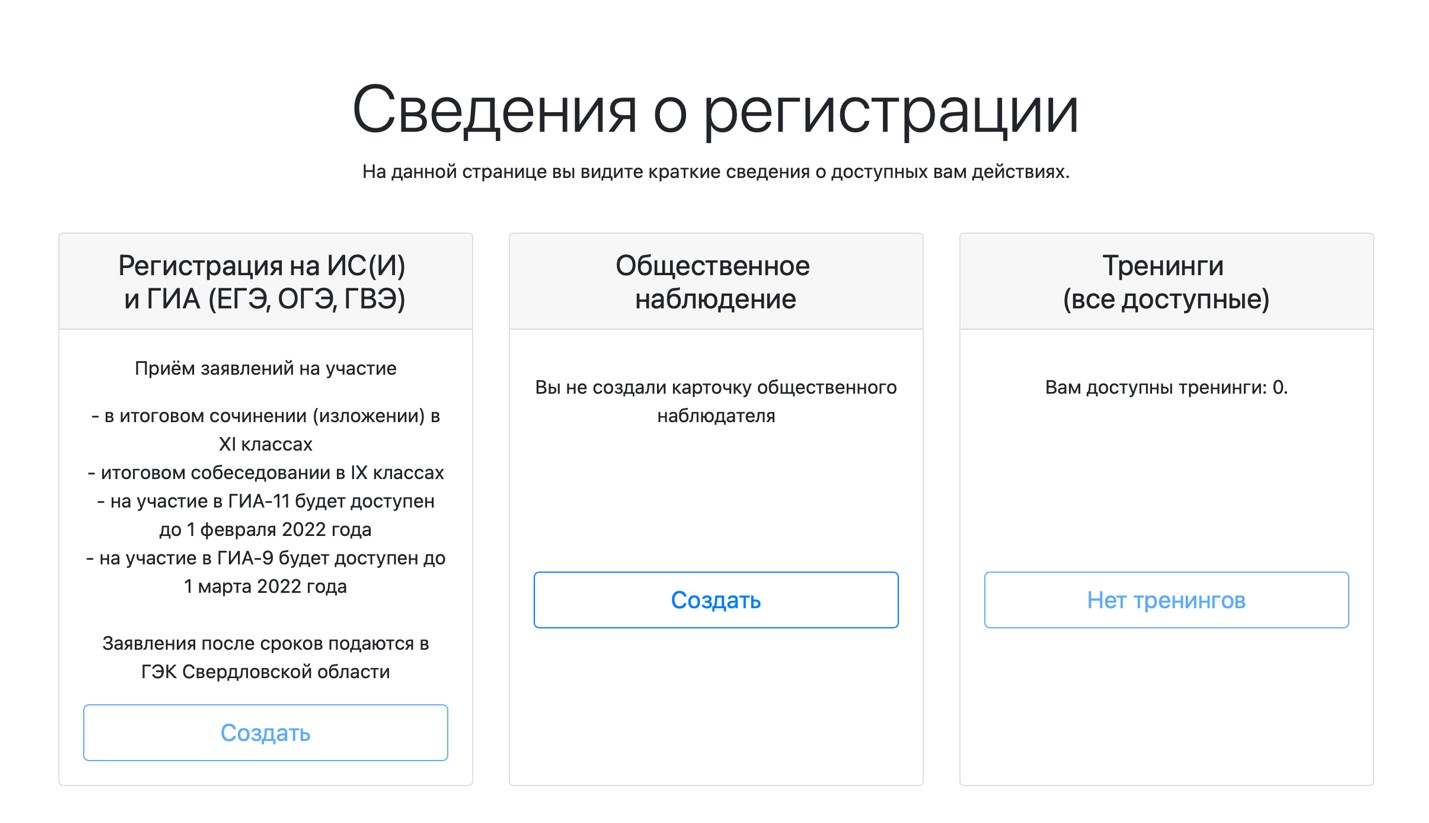 Сведения о регистрации
На данной странице вы видите краткие сведения о доступных вам действиях.
Регистрация на ИС(И)
и ГИА (ЕГЭ, ОГЭ, ГВЭ)
Приём заявлений на участие
- в итоговом сочинении (изложении) в
XI классах
- итоговом собеседовании в IX классах
- на участие в ГИА-11 будет доступен
до 1 февраля 2022 года
- на участие в ГИА-9 будет доступен до
1 марта 2022 года
Заявления после сроков подаются в
ГЭК Свердловской области
Создать
Общественное
наблюдение
Вы не создали карточку общественного
наблюдателя
Создать
Тренинги
(все доступные)
Вам доступны тренинги: 0.
Нет тренингов